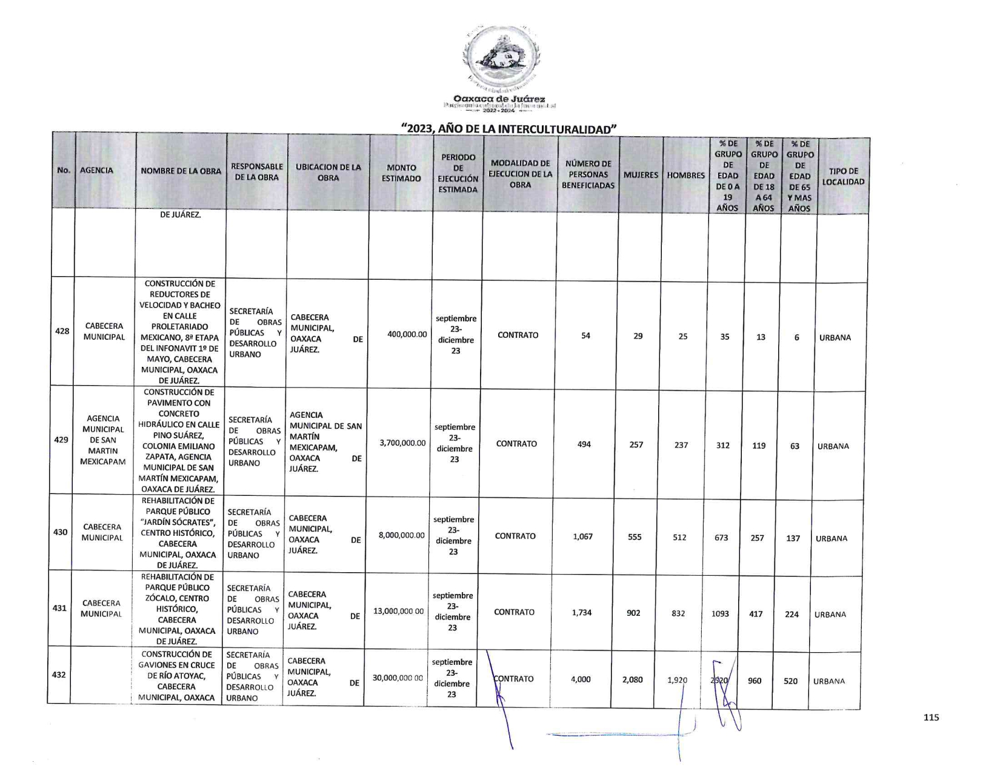 Oaxaca de Juárez
2022 - 2024
“2023, AÑO DE LA INTERCULTURALIDAD”
No.
AGENCIA
NOMBRE DE LA OBRA
RESPONSABLE
DE LA OBRA
UBICACION DE LA
OBRA
MONTO
ESTIMADO
PERIODO
DE
EJECUCIÓN
ESTIMADA
MODALIDAD DE
EJECUCION DE LA
OBRA
NÚMERO DE
PERSONAS
BENEFICIADAS
MUJERES
HOMBRES
% DE
GRUPO
DE
EDAD
DE 0 A
19
AÑOS
% DE
GRUPO
DE
EDAD
DE 18
A 64
AÑOS
% DE
GRUPO
DE
EDAD
DE 65
Y MAS
AÑOS
TIPO DE
LOCALIDAD
DE JUÁREZ.
428
CABECERA
MUNICIPAL
CONSTRUCCIÓN DE
REDUCTORES DE
VELOCIDAD Y BACHEO
EN CALLE
PROLETARIADO
MEXICANO, 8ª ETAPA
DEL INFONAVIT 1º DE
MAYO, CABECERA
MUNICIPAL, OAXACA
DE JUÁREZ.
SECRETARÍA
DE OBRAS
PÚBLICAS Y
DESARROLLO
URBANO
CABECERA
MUNICIPAL,
OAXACA DE
JUÁREZ.
400,000.00
septiembre
23-
diciembre
23
CONTRATO
54
29
25
35
13
6
URBANA
429
AGENCIA
MUNICIPAL
DE SAN
MARTIN
MEXICAPAM
CONSTRUCCIÓN DE
PAVIMENTO CON
CONCRETO
HIDRÁULICO EN CALLE
PINO SUÁREZ,
COLONIA EMILIANO
ZAPATA, AGENCIA
MUNICIPAL DE SAN
MARTÍN MEXICAPAM,
OAXACA DE JUÁREZ.
SECRETARÍA
DE OBRAS
PÚBLICAS Y
DESARROLLO
URBANO
AGENCIA
MUNICIPAL DE SAN
MARTÍN
MEXICAPAM,
OAXACA DE
JUÁREZ.
3,700,000.00
septiembre
23-
diciembre
23
CONTRATO
494
257
237
312
119
63
URBANA
430
CABECERA
MUNICIPAL
REHABILITACIÓN DE
PARQUE PÚBLICO
“JARDÍN SÓCRATES”,
CENTRO HISTÓRICO,
CABECERA
MUNICIPAL, OAXACA
DE JUÁREZ.
SECRETARÍA
DE OBRAS
PÚBLICAS Y
DESARROLLO
URBANO
CABECERA
MUNICIPAL,
OAXACA DE
JUÁREZ.
8,000,000.00
septiembre
23-
diciembre
23
CONTRATO
1,067
555
512
673
257
137
URBANA
431
CABECERA
MUNICIPAL
REHABILITACIÓN DE
PARQUE PÚBLICO
ZÓCALO, CENTRO
HISTÓRICO,
CABECERA
MUNICIPAL, OAXACA
DE JUÁREZ.
SECRETARÍA
DE OBRAS
PÚBLICAS Y
DESARROLLO
URBANO
CABECERA
MUNICIPAL,
OAXACA DE
JUÁREZ.
13,000,000 00
septiembre
23-
diciembre
23
CONTRATO
1,734
902
832
1093
417
224
URBANA
432
CONSTRUCCIÓN DE
GAVIONES EN CRUCE
DE RÍO ATOYAC,
CABECERA
MUNICIPAL, OAXACA
SECRETARÍA
DE OBRAS
PÚBLICAS Y
DESARROLLO
URBANO
CABECERA
MUNICIPAL,
OAXACA DE
JUÁREZ.
30,000,000 00
septiembre
23-
diciembre
23
CONTRATO
4,000
2,080
1,920
2520
960
520
URBANA
115